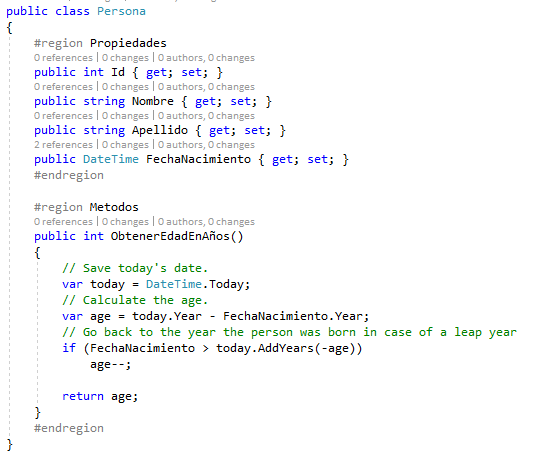 public class Persona
{
#region Propiedades
0 references | 0 changes | 0 authors, 0 changes
public int Id { get; set; }
0 references | 0 changes | 0 authors, 0 changes
public string Nombre { get; set; }
0 references | 0 changes | 0 authors, 0 changes
public string Apellido { get; set; }
2 references | 0 changes | 0 authors, 0 changes
public DateTime FechaNacimiento { get; set; }
#endregion
#region Metodos
0 references | 0 changes | 0 authors, 0 changes
public int ObtenerEdadEnAños()
{
// Save today's date.
var today = DateTime.Today;
// Calculate the age.
var age = today.Year - FechaNacimiento.Year;
// Go back to the year the person was born in case of a leap year
if (FechaNacimiento > today.AddYears(-age))
age--;
return age;
}
#endregion
}